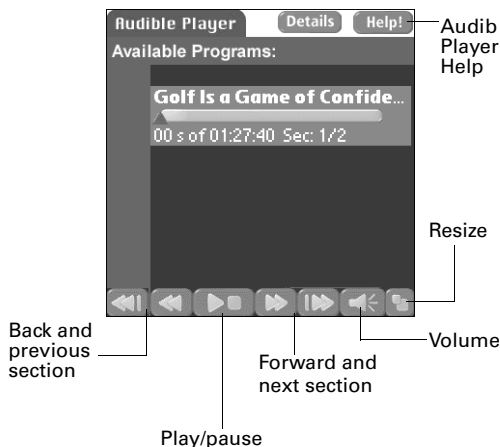 Audible Player Details Help!
Available Programs:
Golf Is a Game of Confide...
00 s of 01:27:40 Sec: 1/2
Audib
Player
Help
Resize
Volume
Back and
previous
section
Forward and
next section
Play/pause